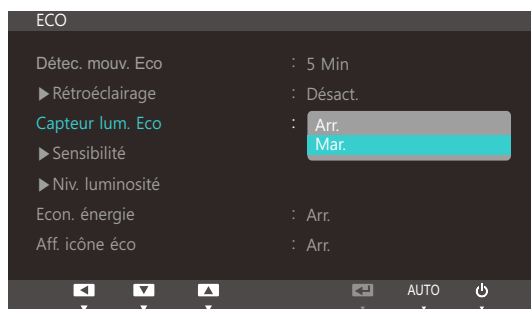 ECO
Détec. mouv. Eco : 5 Min
▶Rétroéclairage : Désact.
Capteur lum. Eco : Arr.
Mar.
▶Sensibilité
▶Niv. luminosité
Econ. énergie : Arr.
Aff. icône éco : Arr.
AUTO